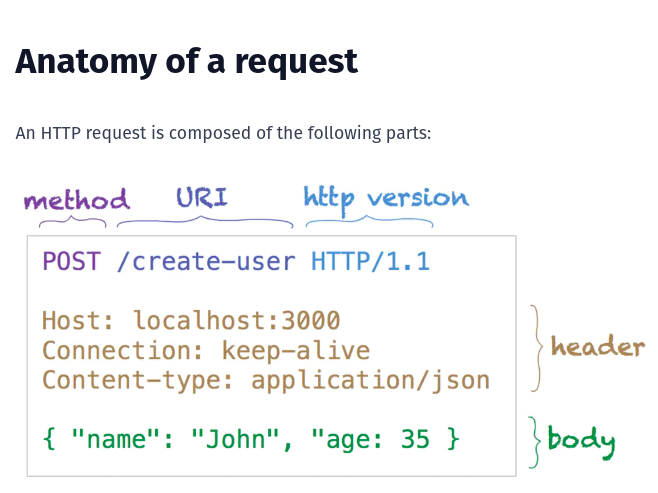 Anatomy of a request
An HTTP request is composed of the following parts:
method URI http version
POST /create-user HTTP/1.1
Host: localhost:3000
Connection: keep-alive
Content-type: application/json
header
{ "name": "John", "age: 35 }
body